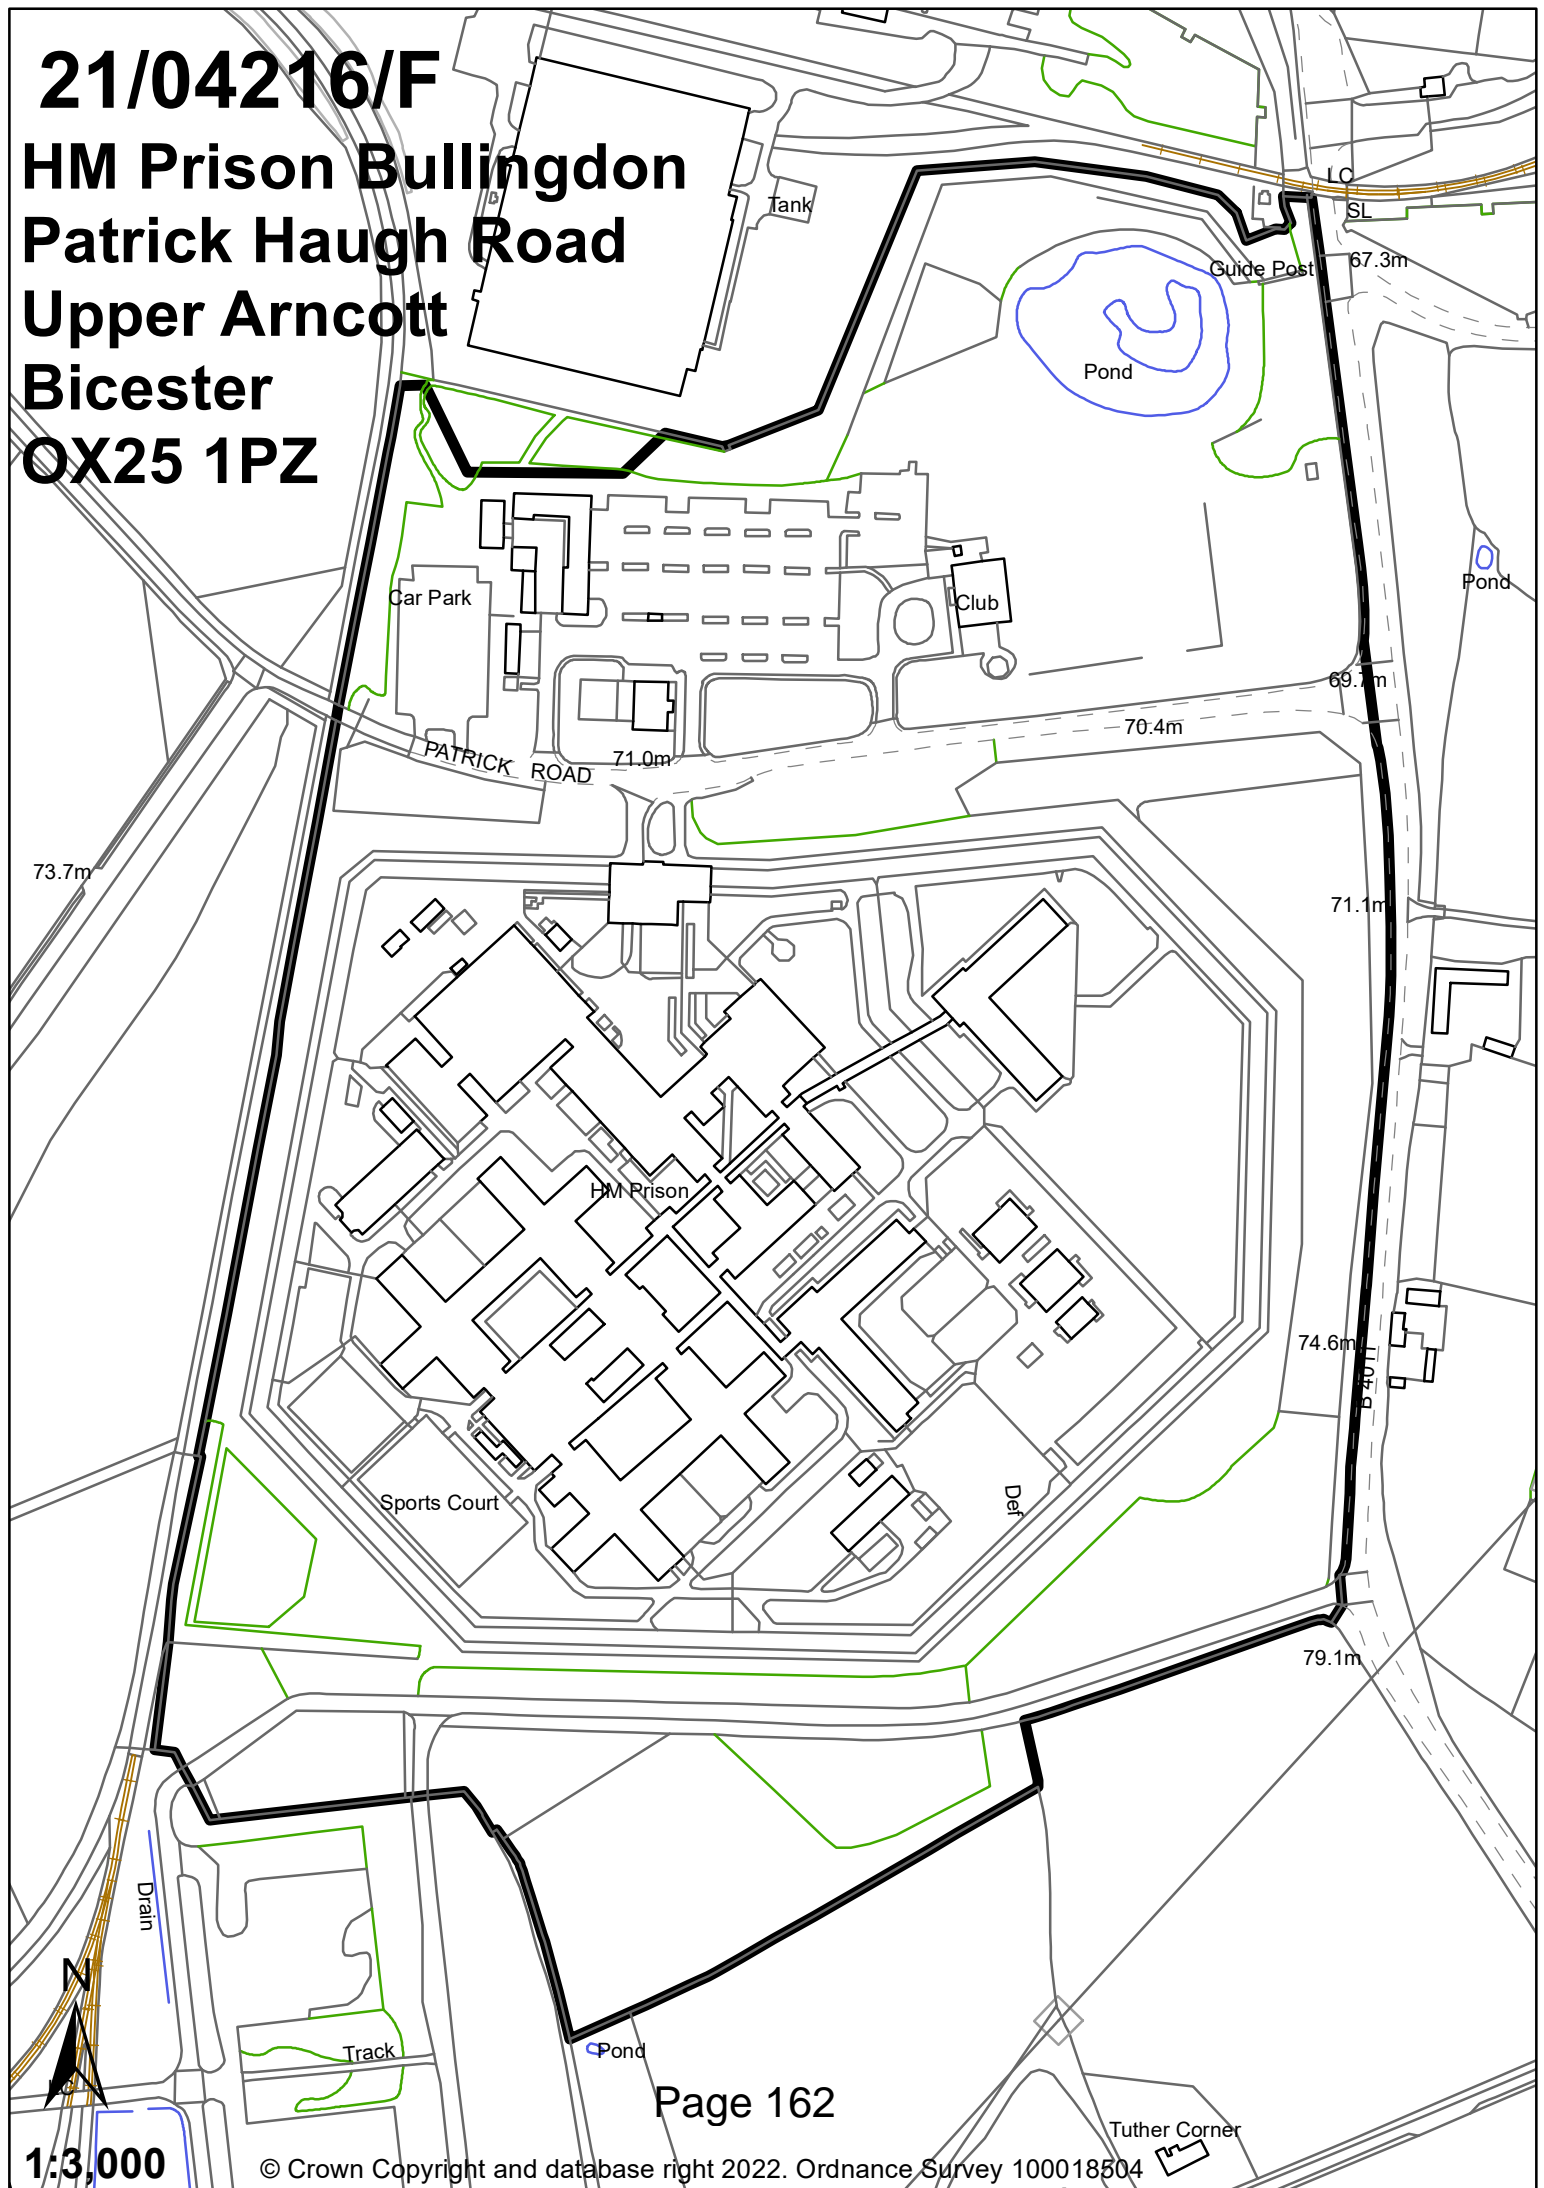 21/04216/F
HM Prison Bullingdon
Patrick Haugh Road
Upper Arncott
Bicester
OX25 1PZ
LC
SL
Tank
Guide Post
67.3m
Pond
Pond
Car Park
Club
69.7m
70.4m
PATRICK ROAD
71.0m
73.7m
71.1m
HM Prison
74.6m
B 4011
Sports Court
Def
79.1m
Drain
N
Track
Pond
LC
Page 162
Tuther Corner
1:3,000
© Crown Copyright and database right 2022. Ordnance Survey 100018504